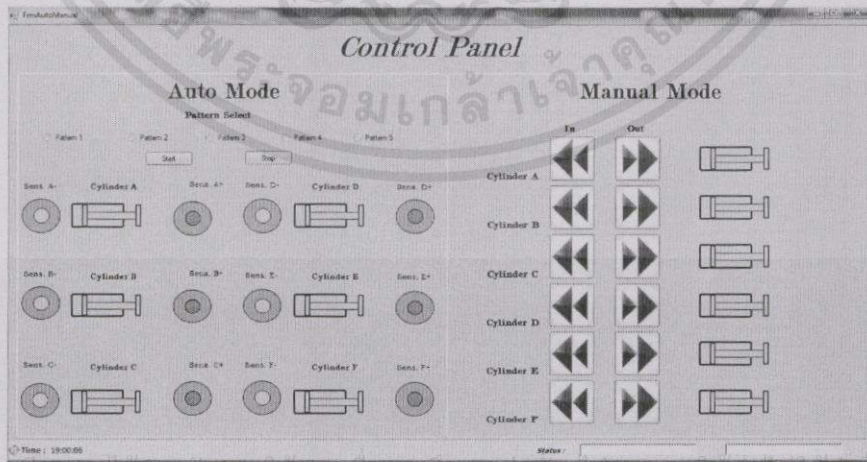 FrmAutoManual
Control Panel
Auto Mode
Pattern Select
Pattern 1 Pattern 2 Pattern 3 Pattern 4 Pattern 5
Start Stop
Sens. A- Cylinder A Sens. A+ Sens. D- Cylinder D Sens. D+
Sens. B- Cylinder B Sens. B+ Sens. E- Cylinder E Sens. E+
Sens. C- Cylinder C Sens. C+ Sens. F- Cylinder F Sens. F+
Manual Mode
In Out
Cylinder A
Cylinder B
Cylinder C
Cylinder D
Cylinder E
Cylinder F
Time : 19:00:06
Status :